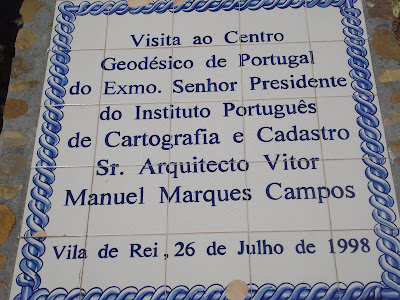 Visita ao Centro
Geodésico de Portugal
do Exmo. Senhor Presidente
do Instituto Português
de Cartografia e Cadastro
Sr. Arquitecto Vitor
Manuel Marques Campos
Vila de Rei, 26 de Julho de 1998